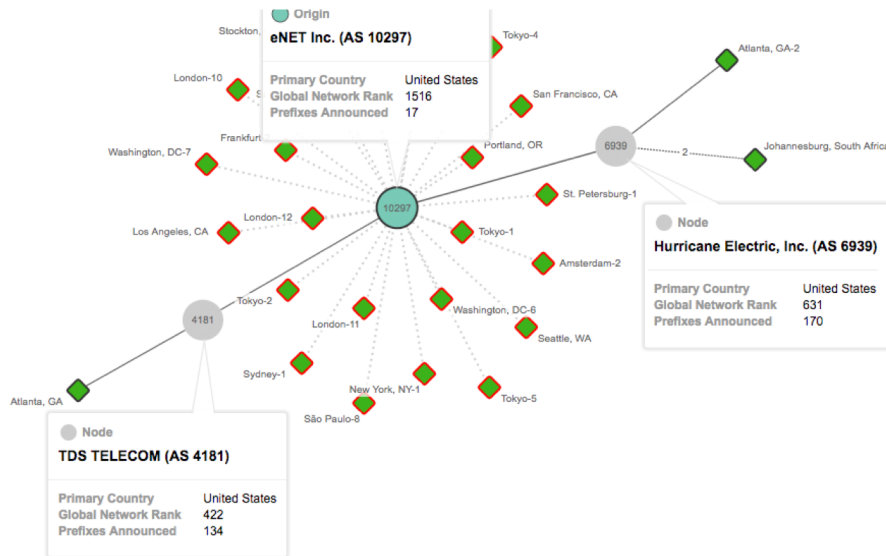 Origin
eNET Inc. (AS 10297)
Primary Country United States
Global Network Rank 1516
Prefixes Announced 17
Stockton,
Tokyo-4
Atlanta, GA-2
London-10
S
San Francisco, CA
Frankfurt-
Portland, OR
6939
2
Johannesburg, South Africa
Washington, DC-7
St. Petersburg-1
10297
London-12
Los Angeles, CA
Tokyo-1
Node
Hurricane Electric, Inc. (AS 6939)
Primary Country United States
Global Network Rank 631
Prefixes Announced 170
Amsterdam-2
Tokyo-2
4181
London-11
Washington, DC-6
Seattle, WA
Sydney-1
New York, NY-1
Tokyo-5
Atlanta, GA
São Paulo-8
Node
TDS TELECOM (AS 4181)
Primary Country United States
Global Network Rank 422
Prefixes Announced 134